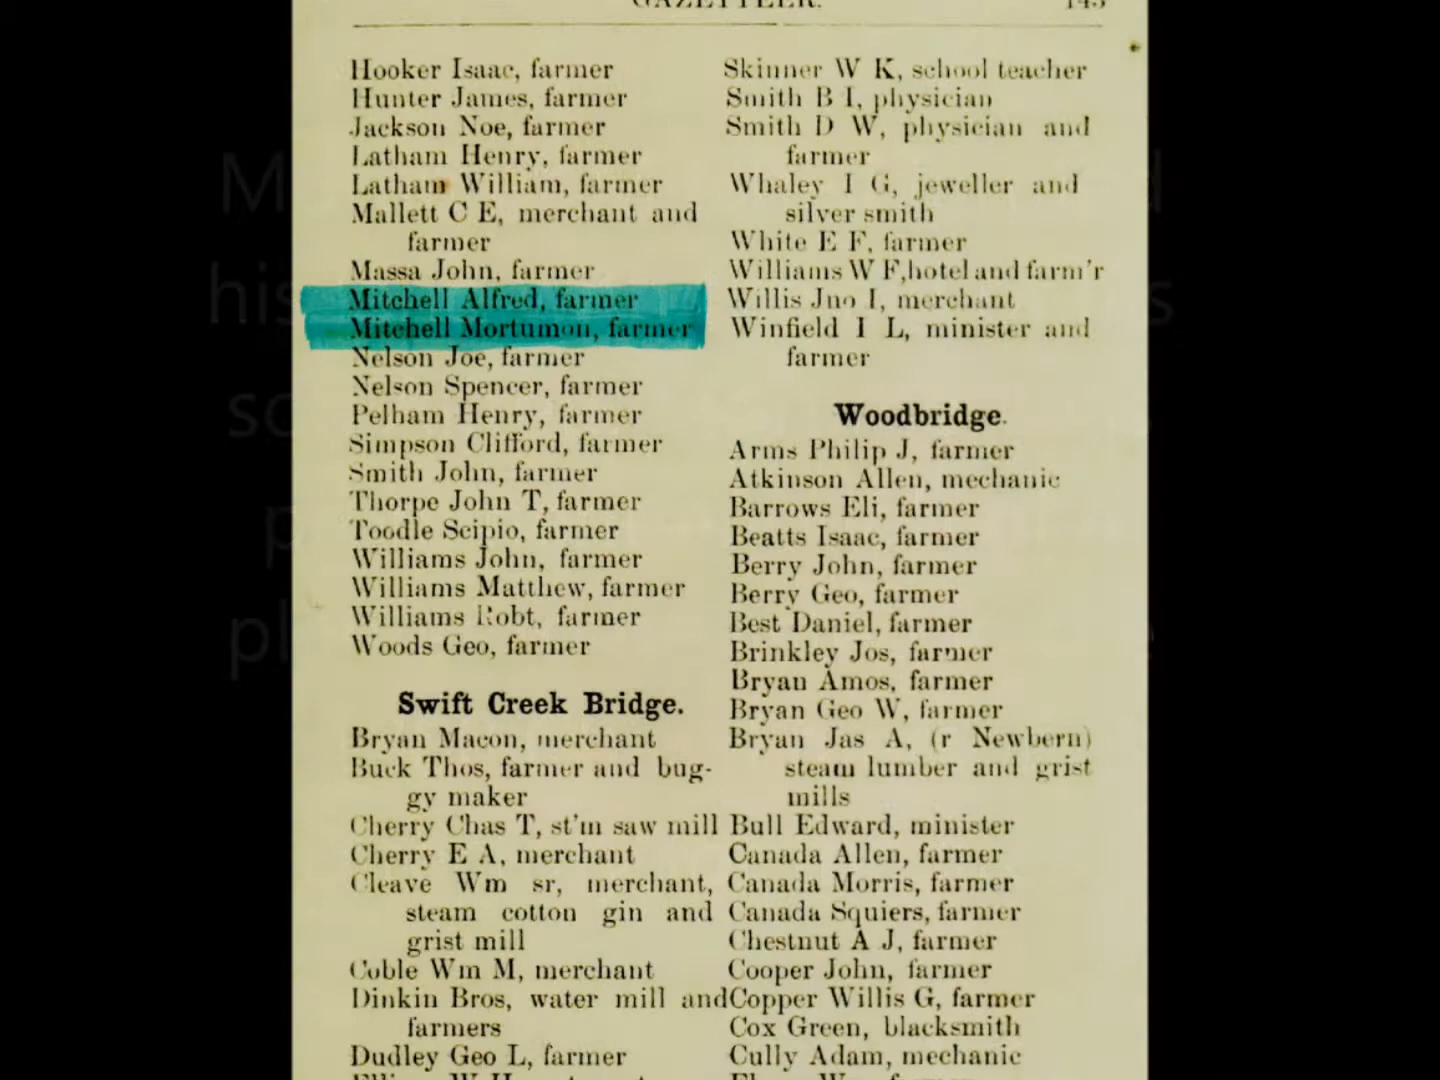 GAZETTEER. 143
Hooker Isaac, farmer
Hunter James, farmer
Jackson Noe, farmer
Latham Henry, farmer
Latham William, farmer
Mallett C E, merchant and
farmer
Massa John, farmer
Mitchell Alfred, farmer
Mitchell Mortumon, farmer
Nelson Joe, farmer
Nelson Spencer, farmer
Pelham Henry, farmer
Simpson Clifford, farmer
Smith John, farmer
Thorpe John T, farmer
Toodle Scipio, farmer
Williams John, farmer
Williams Matthew, farmer
Williams Robt, farmer
Woods Geo, farmer
Swift Creek Bridge.
Bryan Macon, merchant
Buck Thos, farmer and bug-
gy maker
Cherry Chas T, st'm saw mill
Cherry E A, merchant
Cleave Wm sr, merchant,
steam cotton gin and
grist mill
Coble Wm M, merchant
Dinkin Bros, water mill and
farmers
Dudley Geo L, farmer
Skinner W K, school teacher
Smith B I, physician
Smith D W, physician and
farmer
Whaley I G, jeweller and
silver smith
White E F, farmer
Williams W F, hotel and farm'r
Willis Jno I, merchant
Winfield I L, minister and
farmer
Woodbridge.
Arms Philip J, farmer
Atkinson Allen, mechanic
Barrows Eli, farmer
Beatts Isaac, farmer
Berry John, farmer
Berry Geo, farmer
Best Daniel, farmer
Brinkley Jos, farmer
Bryan Amos, farmer
Bryan Geo W, farmer
Bryan Jas A, (r Newbern)
steam lumber and grist
mills
Bull Edward, minister
Canada Allen, farmer
Canada Morris, farmer
Canada Squiers, farmer
Chestnut A J, farmer
Cooper John, farmer
Copper Willis G, farmer
Cox Green, blacksmith
Cully Adam, mechanic